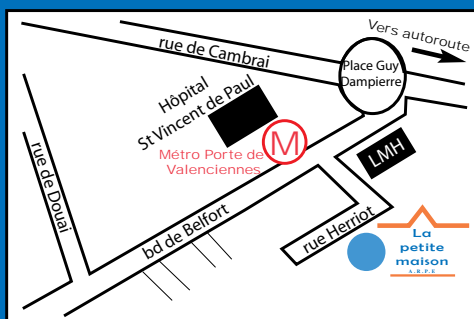 Vers autoroute
rue de Cambrai
Place Guy
Dampierre
Hôpital
St Vincent de Paul
M
Métro Porte de
Valenciennes
LMH
rue de Douai
bd de Belfort
rue Herriot
La
petite
maison
A.R.P.E